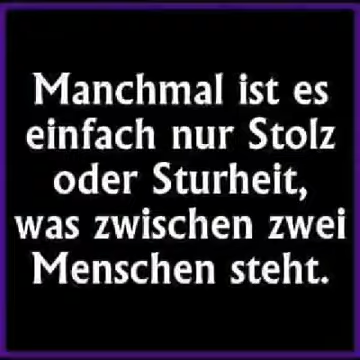 Manchmal ist es
einfach nur Stolz
oder Sturheit,
was zwischen zwei
Menschen steht.